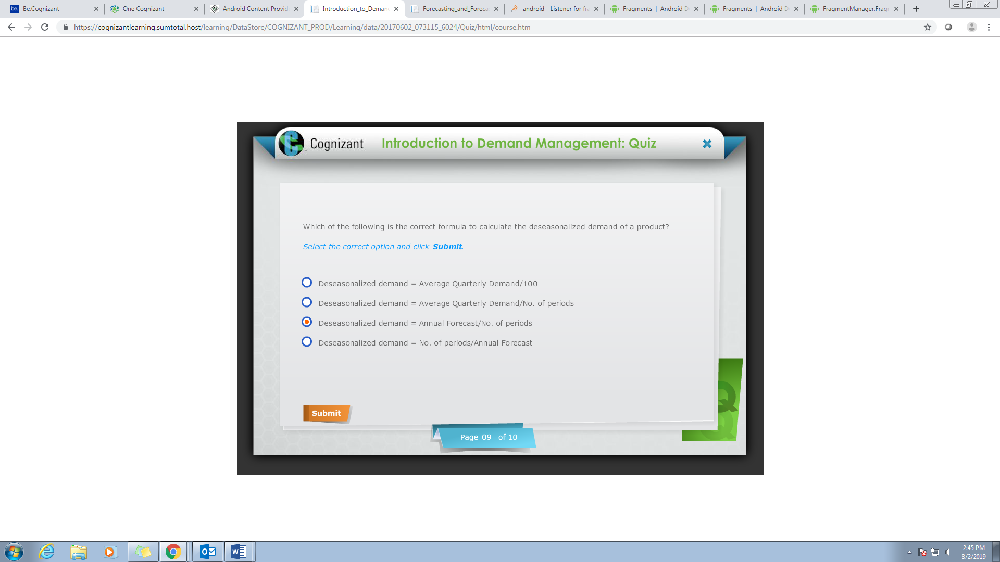 Be.Cognizant
One Cognizant
Android Content Provid
Introduction_to_Deman
Forecasting_and_Foreca
android - Listener for fra
Fragments | Android D
Fragments | Android D
FragmentManager.Frag
https://cognizantlearning.sumtotal.host/learning/DataStore/COGNIZANT_PROD/Learning/data/20170602_073115_6024/Quiz/html/course.htm
Cognizant
Introduction to Demand Management: Quiz
Which of the following is the correct formula to calculate the deseasonalized demand of a product?
Select the correct option and click Submit.
Deseasonalized demand = Average Quarterly Demand/100
Deseasonalized demand = Average Quarterly Demand/No. of periods
Deseasonalized demand = Annual Forecast/No. of periods
Deseasonalized demand = No. of periods/Annual Forecast
Submit
Page 09 of 10
2:45 PM
8/2/2019